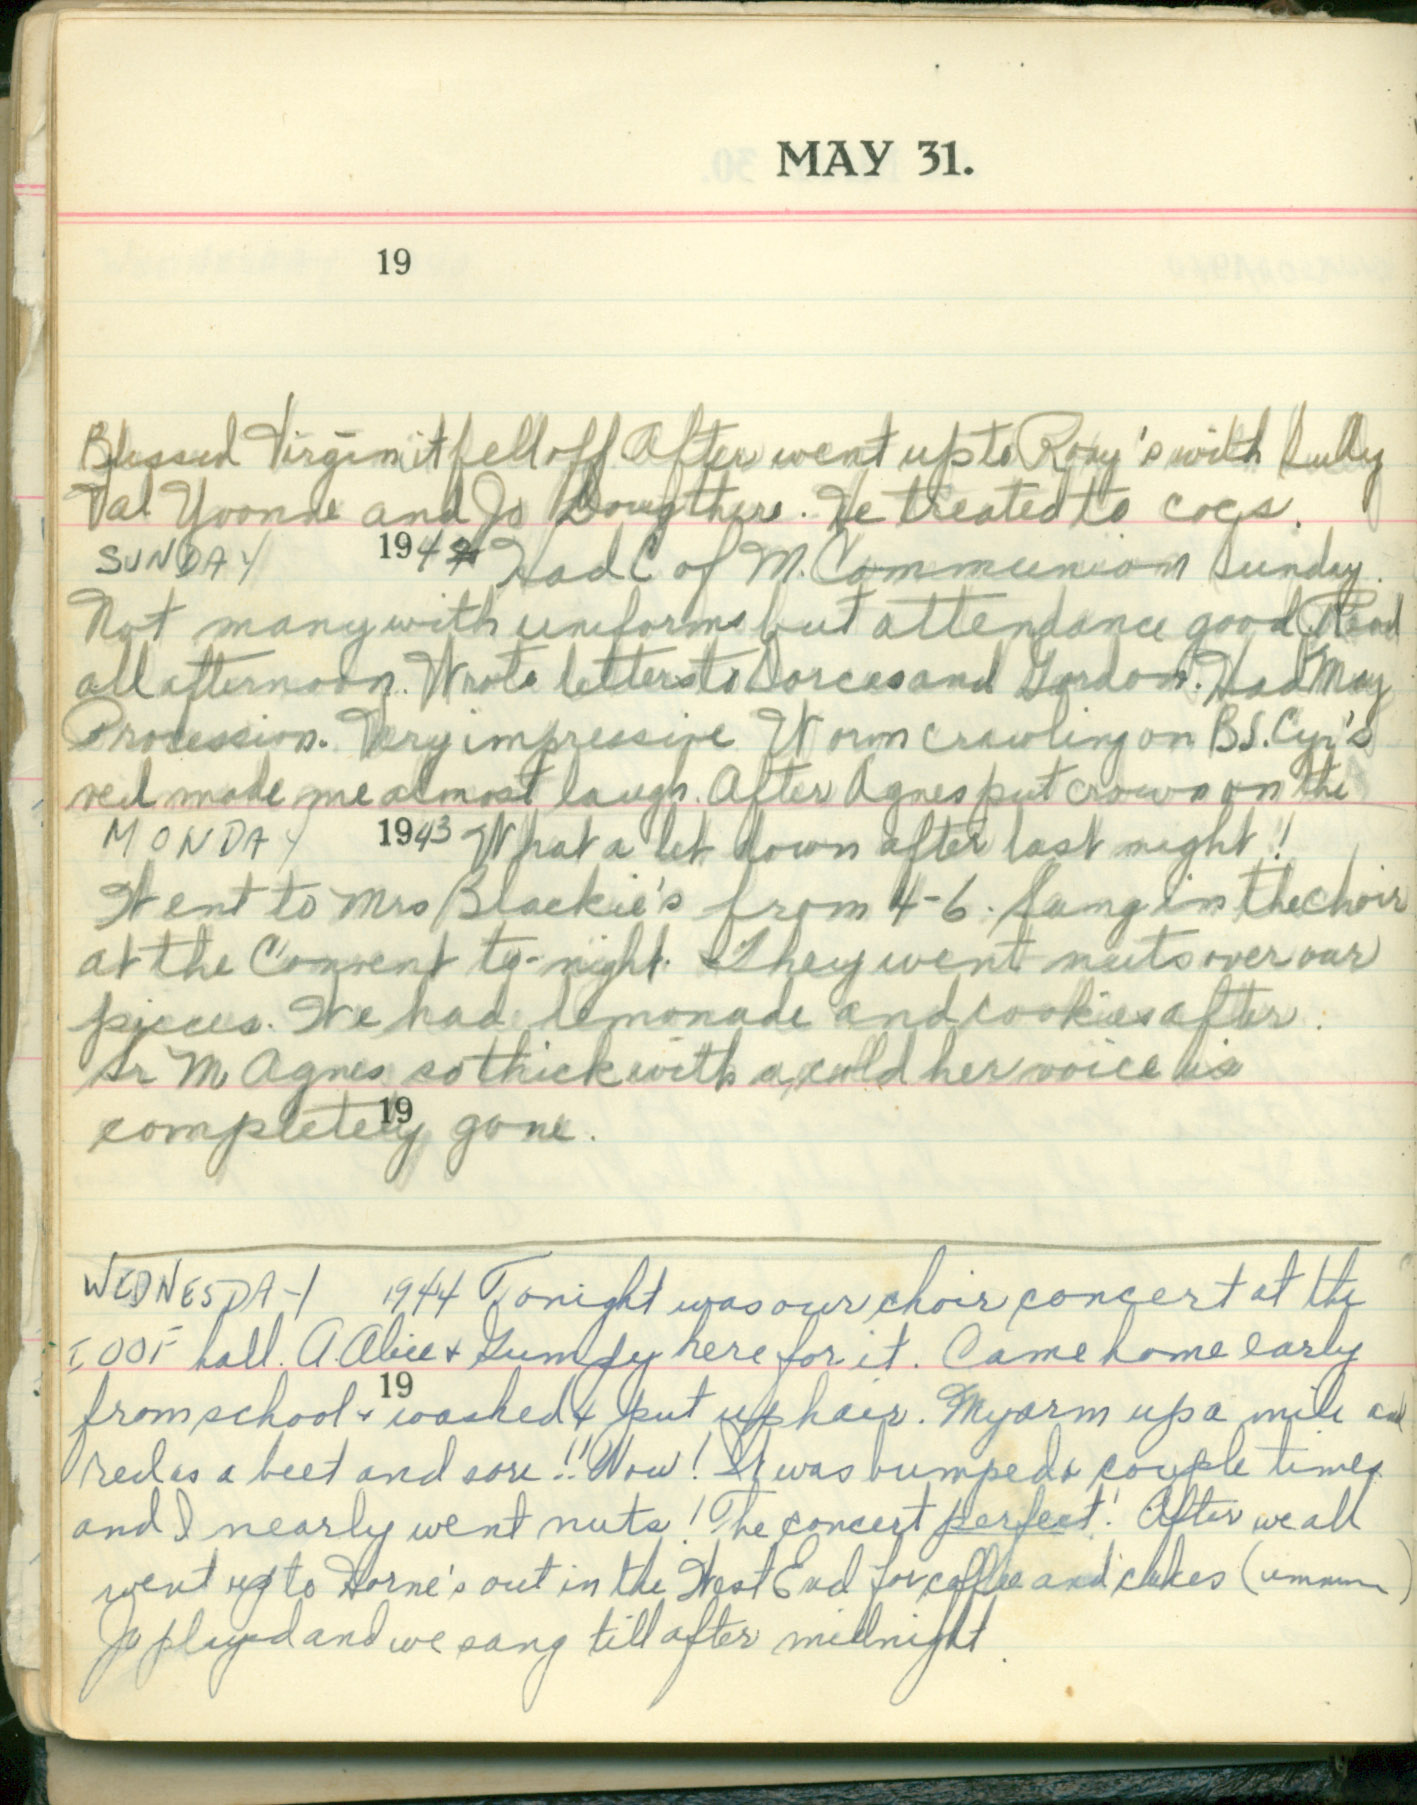 MAY 31.
19
Blessed Virgin it fell off After went up to Roxy's with Sully
Val Yvonne and Jo Doug there. He treated to cocs.
SUNDAY 194 Had C of M. Communion Sunday.
Not many with uniforms but attendance good Read
all afternoon. Wrote letters to Dorcas and Gordon. Had May
Procession. Very impressive Worm crawling on B St. Cyr's
veil made me almost laugh. After Agnes put crown on the
MONDAY 1943 What a let down after last night!
Went to Mrs Blackie's from 4-6. Sang in the choir
at the Convent to-night. They went nuts over our
pieces. We had lemonade and cookies after.
Sr M Agnes so thick with a cold her voice is
19
completely gone.
WEDNESDAY 1944 Tonight was our choir concert at the
IOOF hall. A. Alice + here for it. Came home early
19
from school + washed & put up hair. My arm up a mile and
red as a beet and sore!! Wow! It was bumped a couple times
and I nearly went nuts! The concert perfect! After we all
went up to Horne's out in the West End for coffee and cakes (ummum)
Jo played and we sang till after midnight.